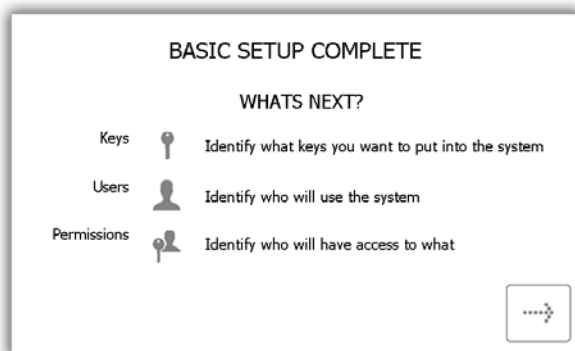 BASIC SETUP COMPLETE
WHATS NEXT?
Keys Identify what keys you want to put into the system
Users Identify who will use the system
Permissions Identify who will have access to what